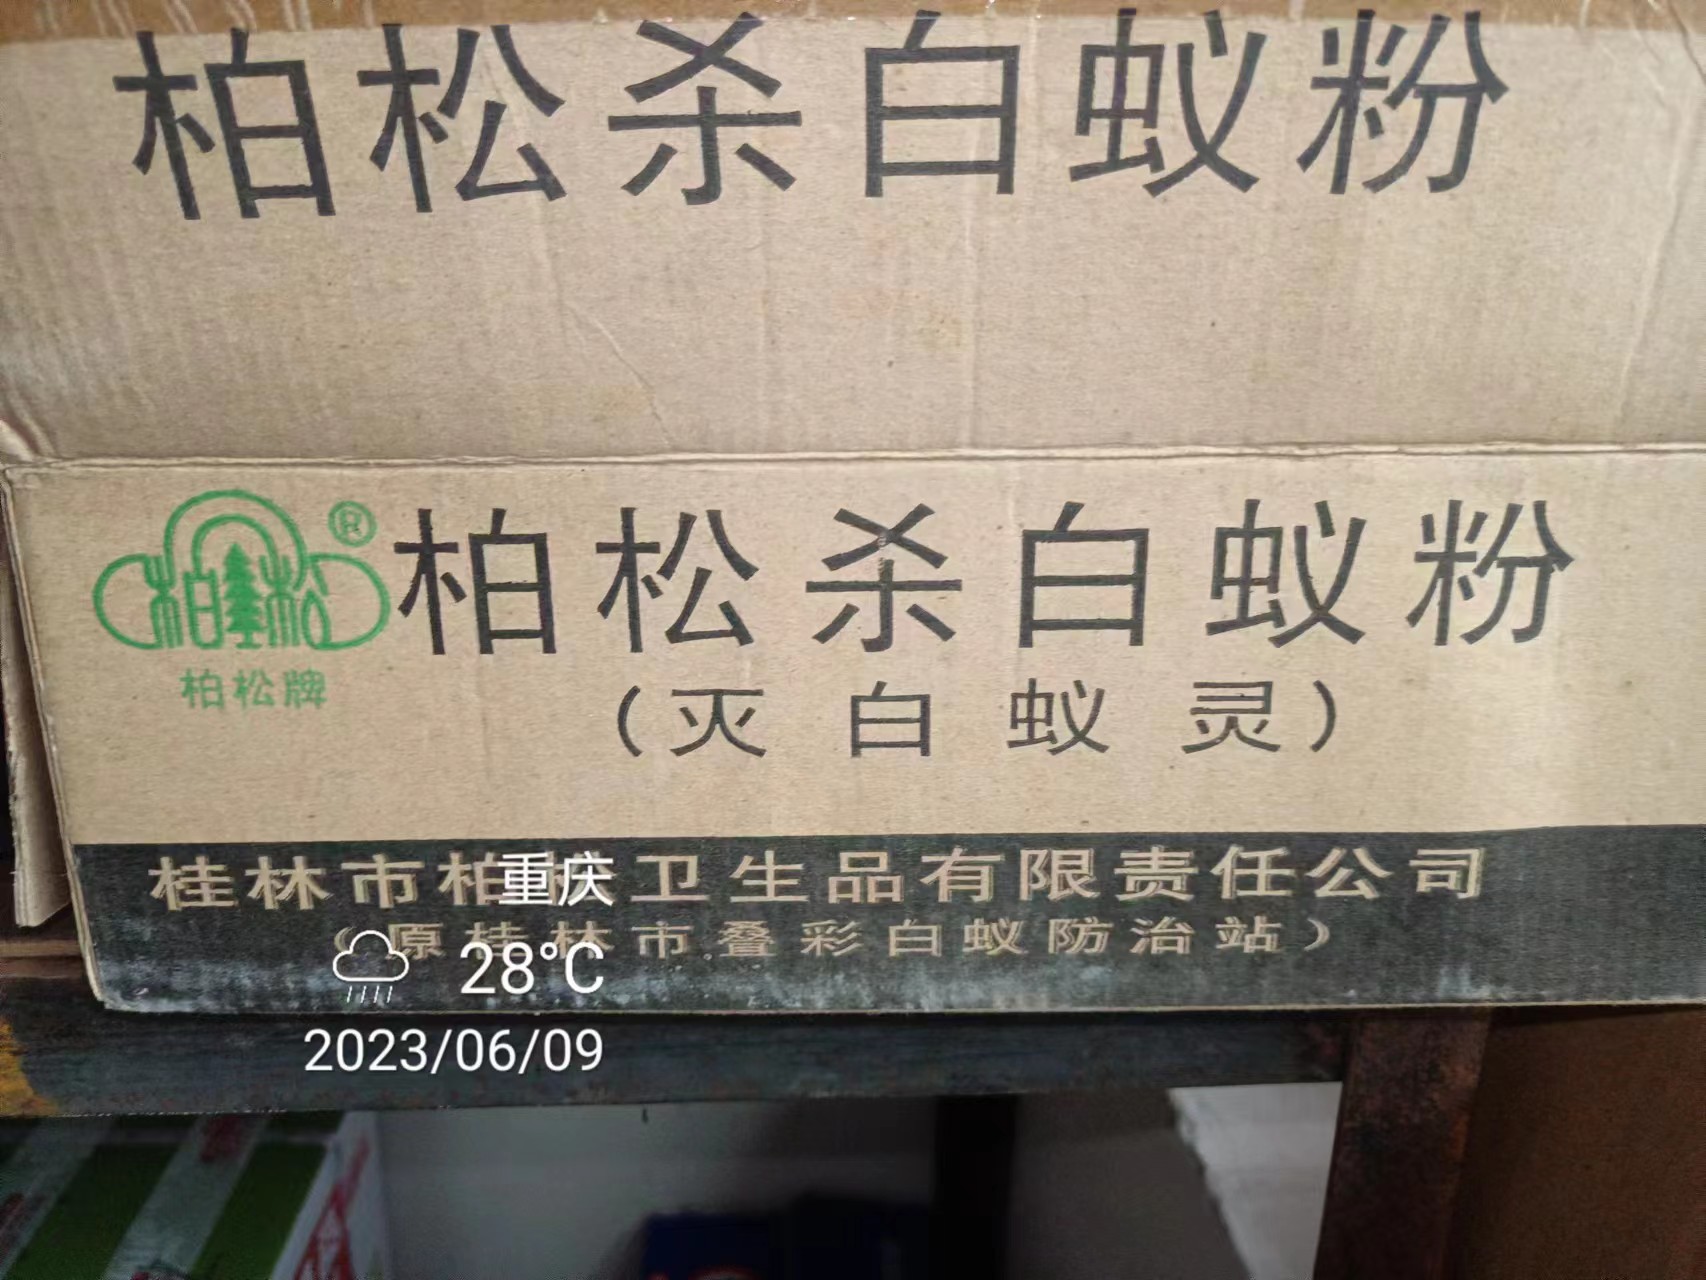 柏松杀白蚁粉
®
柏松
柏松牌
柏松杀白蚁粉
(灭白蚁灵)
桂林市柏 卫生品有限责任公司
(原桂林市叠彩白蚁防治站)
重庆
28°C
2023/06/09